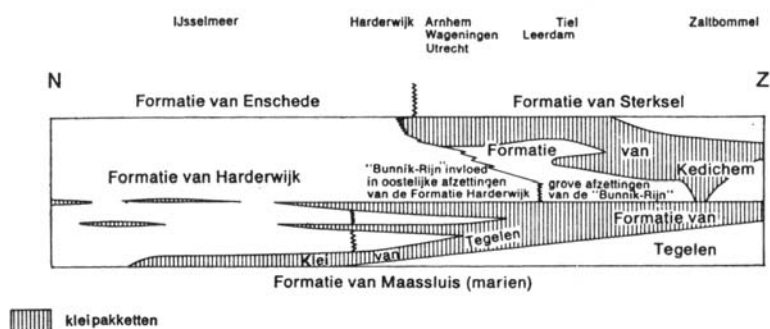 IJsselmeer Harderwijk Arnhem Tiel Zaltbommel
Wageningen Leerdam
Utrecht
N Z
Formatie van Enschede Formatie van Sterksel
Formatie van
Kedichem
Formatie van Harderwijk
"Bunnik-Rijn" invloed
in oostelijke afzettingen
van de Formatie Harderwijk
grove afzettingen
van de "Bunnik-Rijn"
Formatie van
Tegelen
Klei van Tegelen
Formatie van Maassluis (marien)
kleipakketten